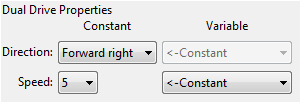 Dual Drive Properties
Constant Variable
Direction: Forward right <-Constant
Speed: 5 <-Constant